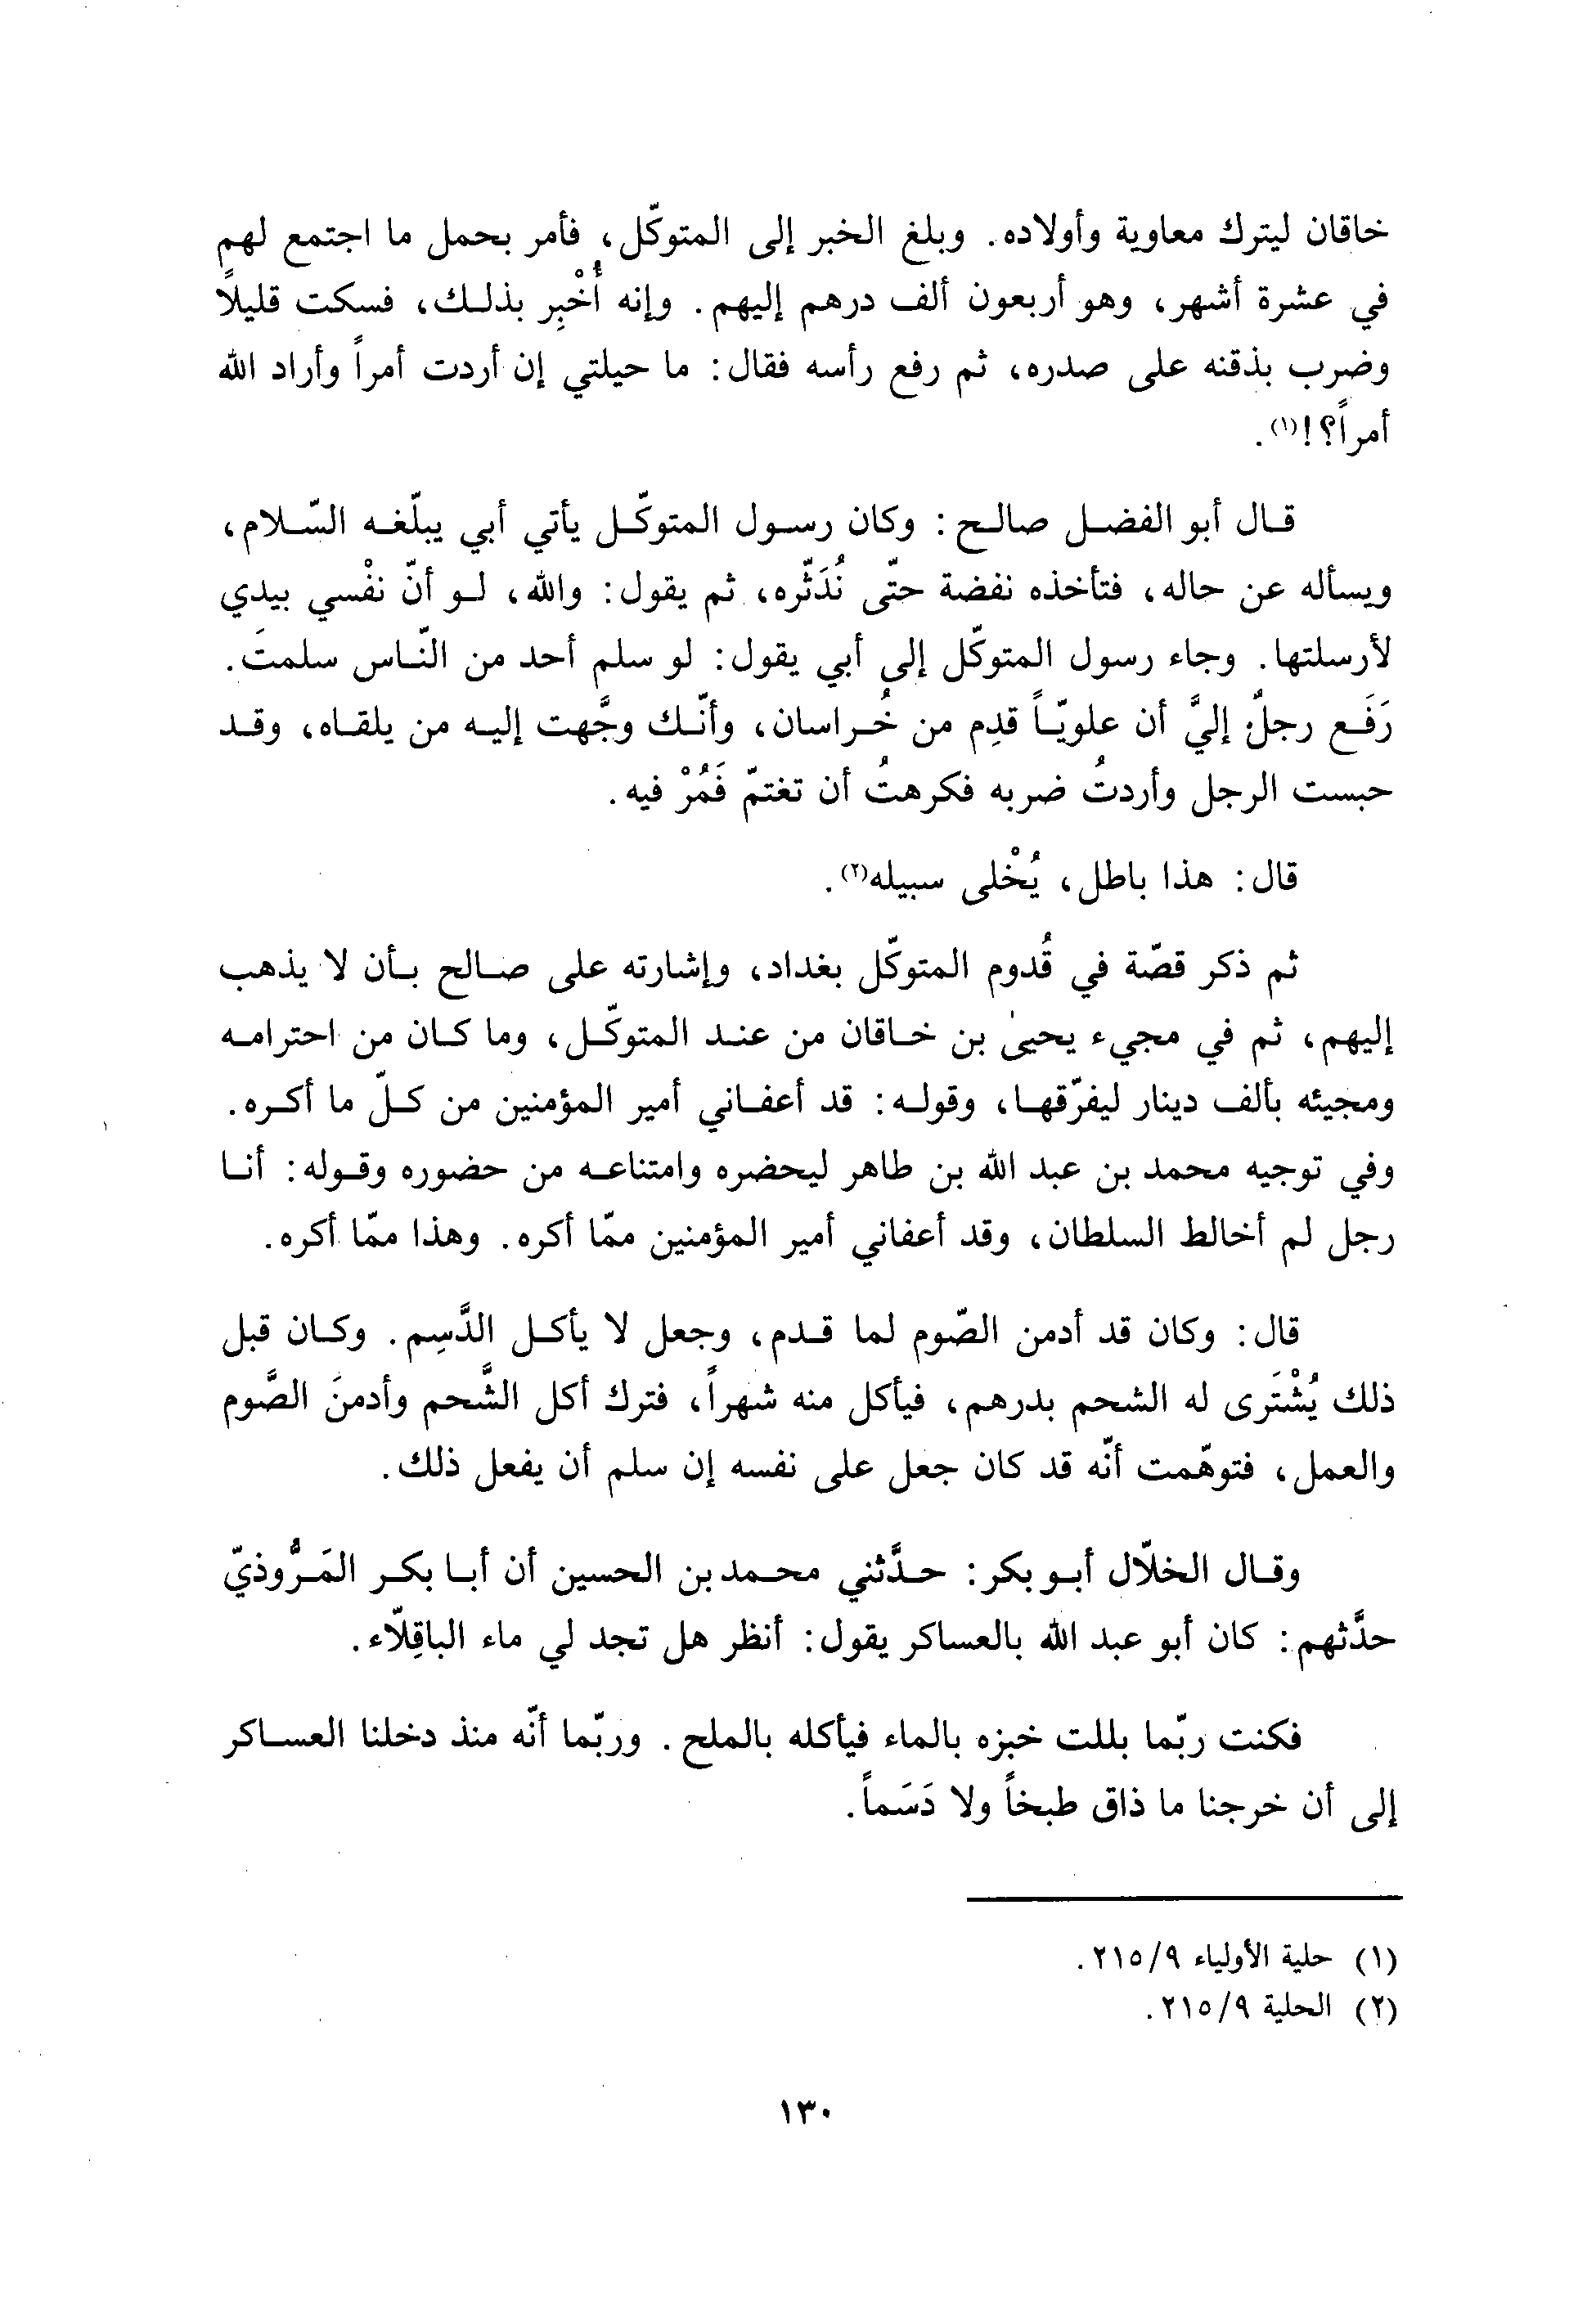 خاقان ليترك معاوية وأولاده. وبلغ الخبر إلى المتوكّل، فأمر بحمل ما اجتمع لهم
في عشرة أشهر، وهو أربعون ألف درهم إليهم. وإنه أُخْبِر بذلك، فسكت قليلاً
وضرب بذقنه على صدره، ثم رفع رأسه فقال: ما حيلتي إن أردت أمراً وأراد الله
أمراً؟!(١).
قال أبو الفضل صالح: وكان رسول المتوكّل يأتي أبي يبلّغه السّلام،
ويسأله عن حاله، فتأخذه نفضة حتّى نُدَثّره، ثم يقول: والله، لو أنّ نفْسي بيدي
لأرسلتها. وجاء رسول المتوكّل إلى أبي يقول: لو سلم أحد من النّاس سلمتَ.
رَفَع رجلٌ إليَّ أن علويّاً قدِم من خُراسان، وأنّك وجَّهت إليه من يلقاه، وقد
حبست الرجل وأردتُ ضربه فكرهتُ أن تغتمّ فَمُرْ فيه.
قال: هذا باطل، يُخْلى سبيله(٢).
ثم ذكر قصّة في قُدوم المتوكّل بغداد، وإشارته على صالح بأن لا يذهب
إليهم، ثم في مجيء يحيىٰ بن خاقان من عند المتوكّل، وما كان من احترامه
ومجيئه بألف دينار ليفرّقها، وقوله: قد أعفاني أمير المؤمنين من كلّ ما أكره.
وفي توجيه محمد بن عبد الله بن طاهر ليحضره وامتناعه من حضوره وقوله: أنا
رجل لم أخالط السلطان، وقد أعفاني أمير المؤمنين ممّا أكره. وهذا ممّا أكره.
قال: وكان قد أدمن الصّوم لما قدم، وجعل لا يأكل الدَّسِم. وكان قبل
ذلك يُشْتَرى له الشحم بدرهم، فيأكل منه شهراً، فترك أكل الشَّحم وأدمنَ الصَّوم
والعمل، فتوهّمت أنّه قد كان جعل على نفسه إن سلم أن يفعل ذلك.
وقال الخلّال أبو بكر: حدَّثني محمد بن الحسين أن أبا بكر المَرُّوذيّ
حدَّثهم: كان أبو عبد الله بالعساكر يقول: أنظر هل تجد لي ماء الباقِلّاء.
فكنت ربّما بللت خبزه بالماء فيأكله بالملح. وربّما أنّه منذ دخلنا العساكر
إلى أن خرجنا ما ذاق طبخاً ولا دَسَماً.
(١) حلية الأولياء ٢١٥/٩.
(٢) الحلية ٢١٥/٩.
١٣٠